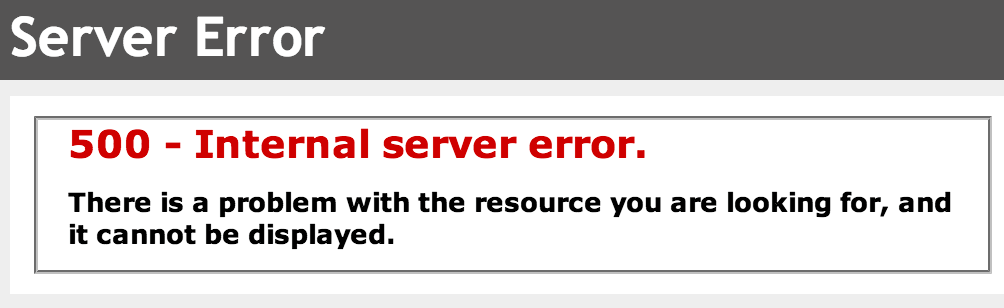 Server Error
500 - Internal server error.
There is a problem with the resource you are looking for, and
it cannot be displayed.